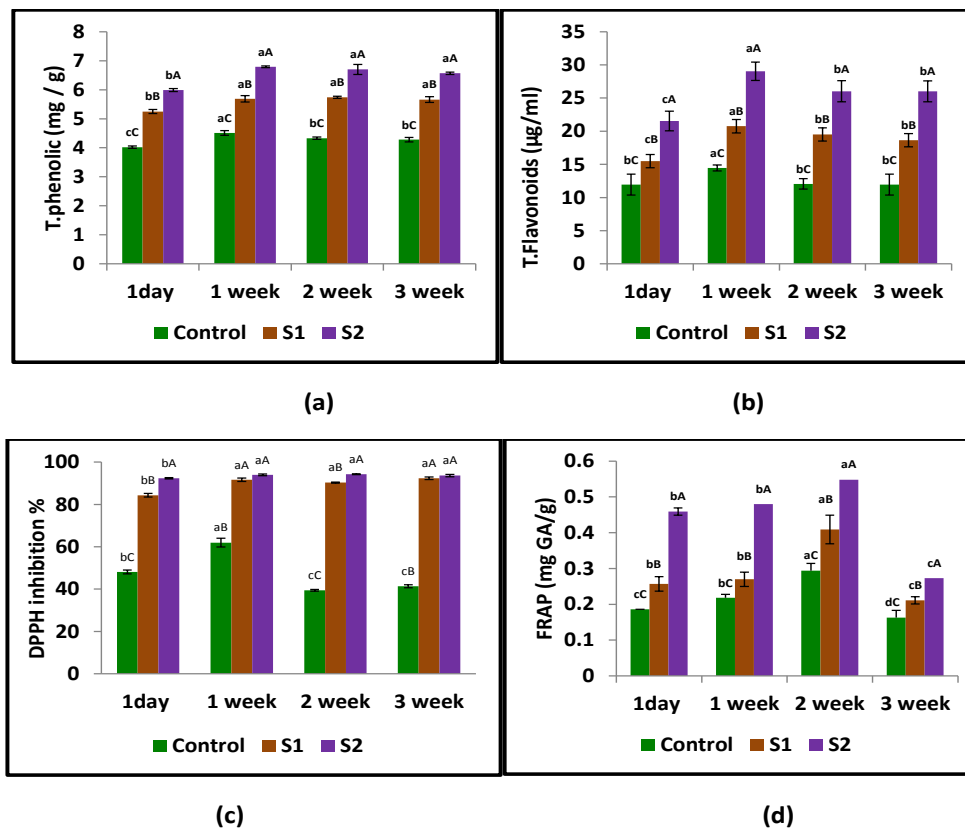 T.phenolic (mg / g)
8
7
6
5
4
3
2
1
0
cC bB bA aC aB aA bC aB aA bC aB aA
1day 1 week 2 week 3 week
Control S1 S2
(a)
T.Flavonoids (µg/ml)
35
30
25
20
15
10
5
0
bC cB cA aC aB aA bC bB bA bC bB bA
1day 1 week 2 week 3 week
Control S1 S2
(b)
DPPH inhibition %
100
80
60
40
20
0
bC bB bA aB aA aA cC aB aA cB aA aA
1day 1 week 2 week 3 week
Control S1 S2
(c)
FRAP (mg GA/g)
0.6
0.5
0.4
0.3
0.2
0.1
0
cC bB bA bC bB bA aC aB aA dC cB cA
1day 1 week 2 week 3 week
Control S1 S2
(d)